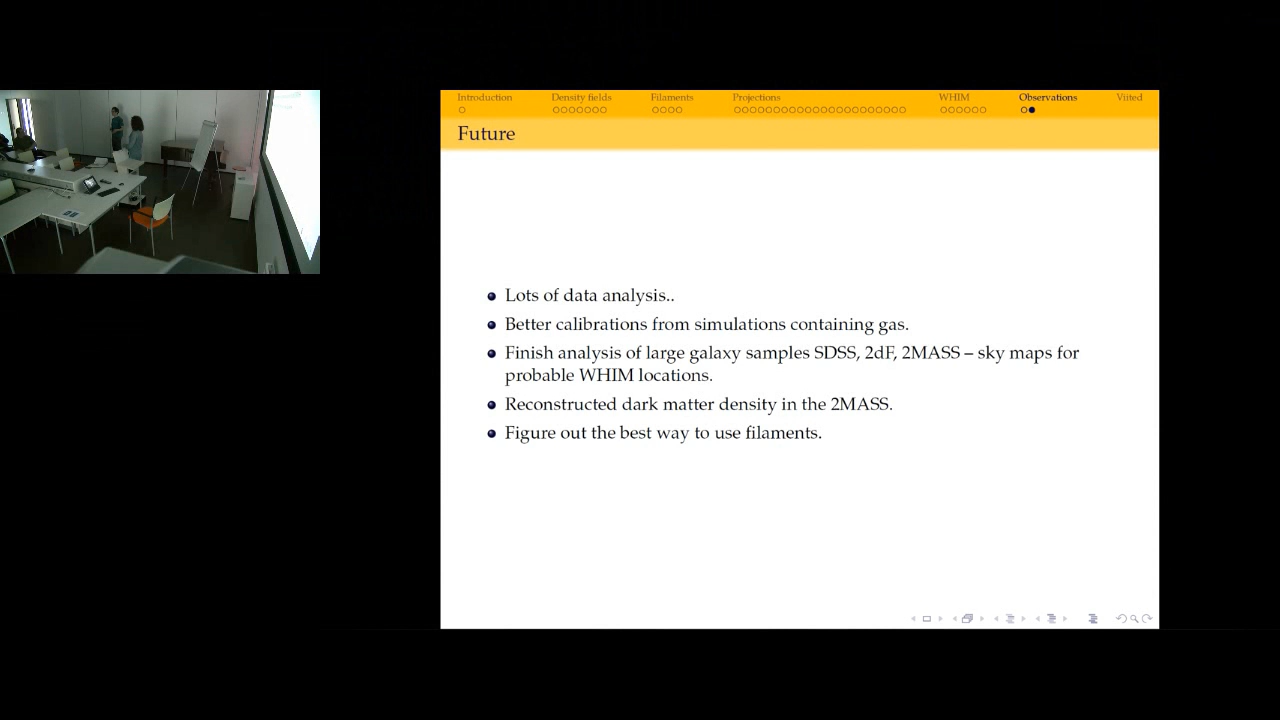 Introduction Density fields Filaments Projections WHIM Observations Viited
Future
Lots of data analysis..
Better calibrations from simulations containing gas.
Finish analysis of large galaxy samples SDSS, 2dF, 2MASS – sky maps for
probable WHIM locations.
Reconstructed dark matter density in the 2MASS.
Figure out the best way to use filaments.